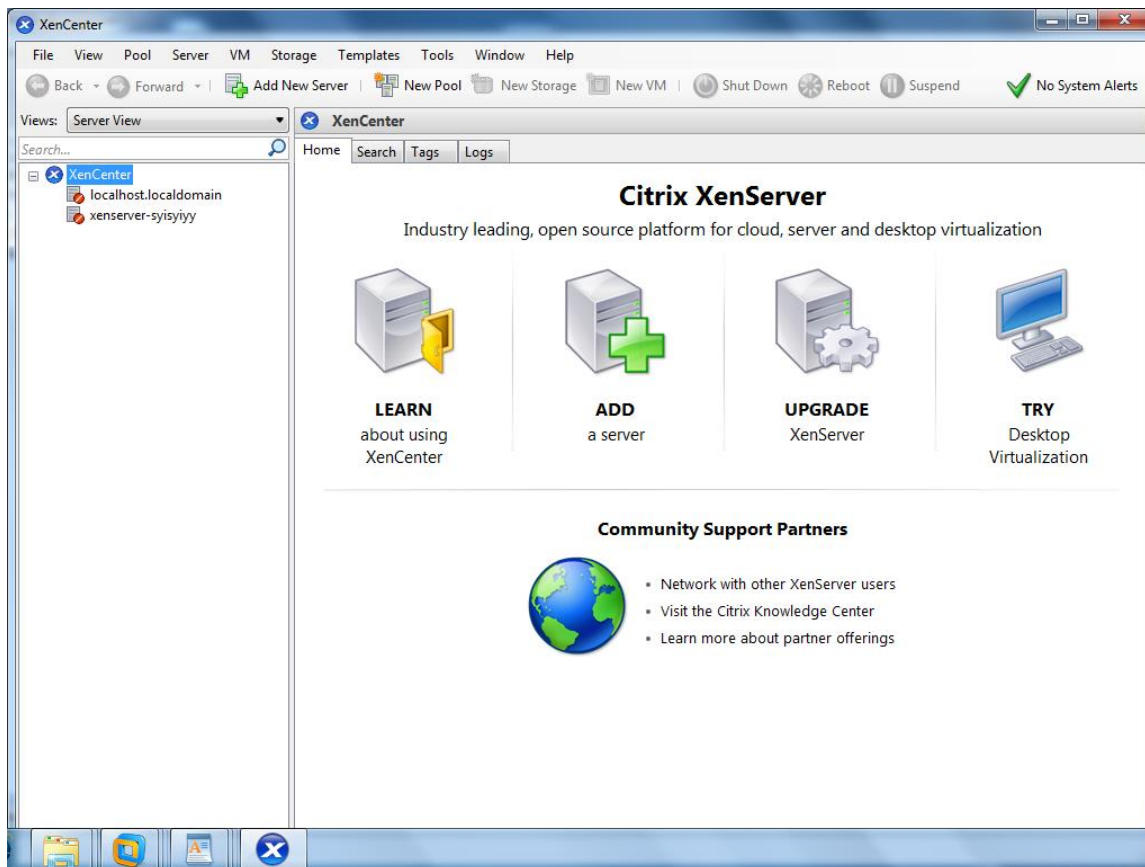 XenCenter
File View Pool Server VM Storage Templates Tools Window Help
Back Forward Add New Server New Pool New Storage New VM Shut Down Reboot Suspend No System Alerts
Views: Server View
XenCenter
Search...
Home Search Tags Logs
XenCenter
localhost.localdomain
xenserver-syisyiyy
Citrix XenServer
Industry leading, open source platform for cloud, server and desktop virtualization
LEARN
about using
XenCenter
ADD
a server
UPGRADE
XenServer
TRY
Desktop
Virtualization
Community Support Partners
Network with other XenServer users
Visit the Citrix Knowledge Center
Learn more about partner offerings